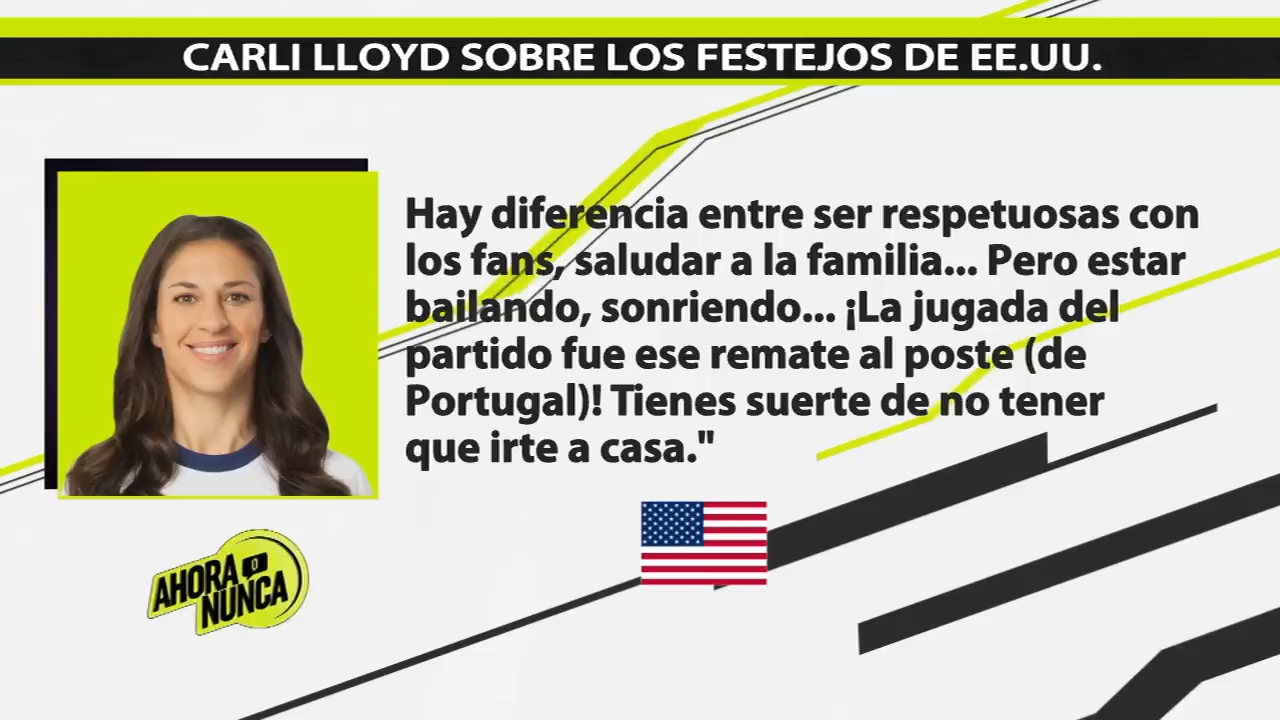 CARLI LLOYD SOBRE LOS FESTEJOS DE EE.UU.
Hay diferencia entre ser respetuosas con
los fans, saludar a la familia... Pero estar
bailando, sonriendo... ¡La jugada del
partido fue ese remate al poste (de
Portugal)! Tienes suerte de no tener
que irte a casa."
AHORA O
NUNCA